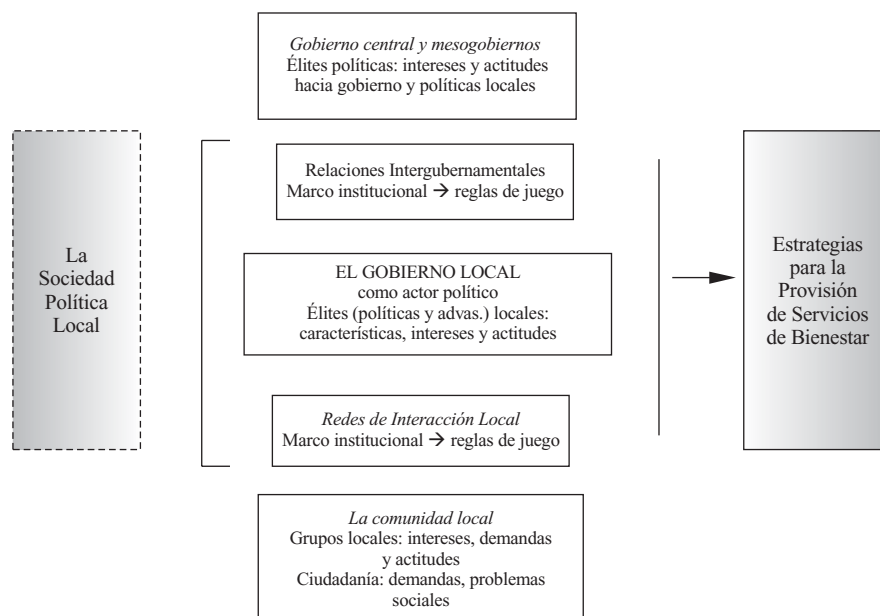 Gobierno central y mesogobiernos
Élites políticas: intereses y actitudes
hacia gobierno y políticas locales
La
Sociedad
Política
Local
Relaciones Intergubernamentales
Marco institucional → reglas de juego
EL GOBIERNO LOCAL
como actor político
Élites (políticas y advas.) locales:
características, intereses y actitudes
Redes de Interacción Local
Marco institucional → reglas de juego
La comunidad local
Grupos locales: intereses, demandas
y actitudes
Ciudadanía: demandas, problemas
sociales
Estrategias
para la
Provisión
de Servicios
de Bienestar